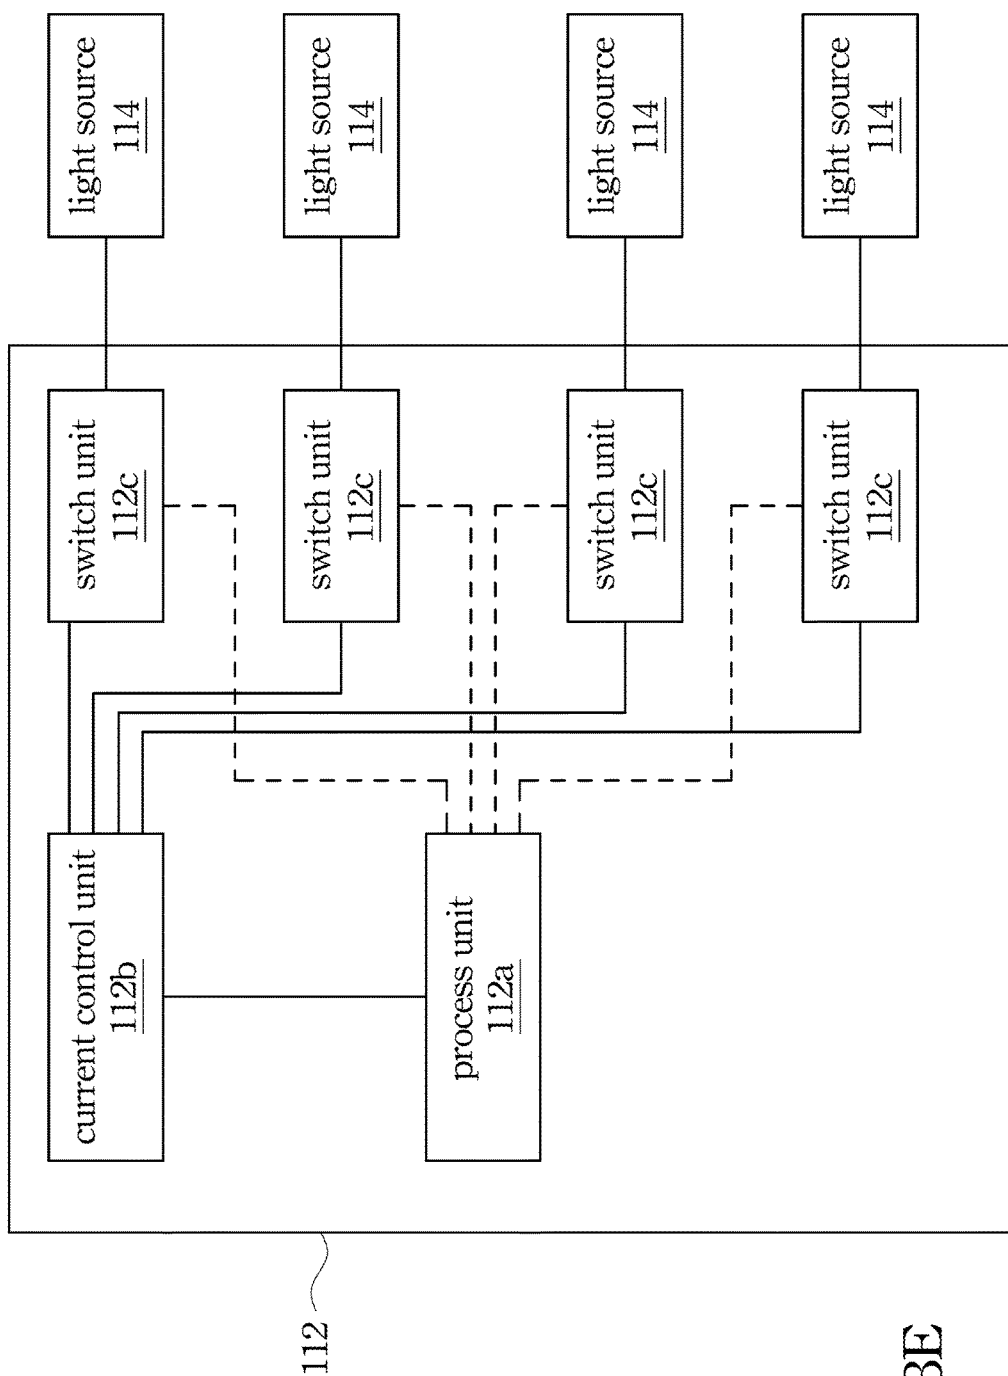 current control unit
112b
switch unit
112c
light source
114
switch unit
112c
light source
114
process unit
112a
switch unit
112c
light source
114
switch unit
112c
light source
114
112
3E